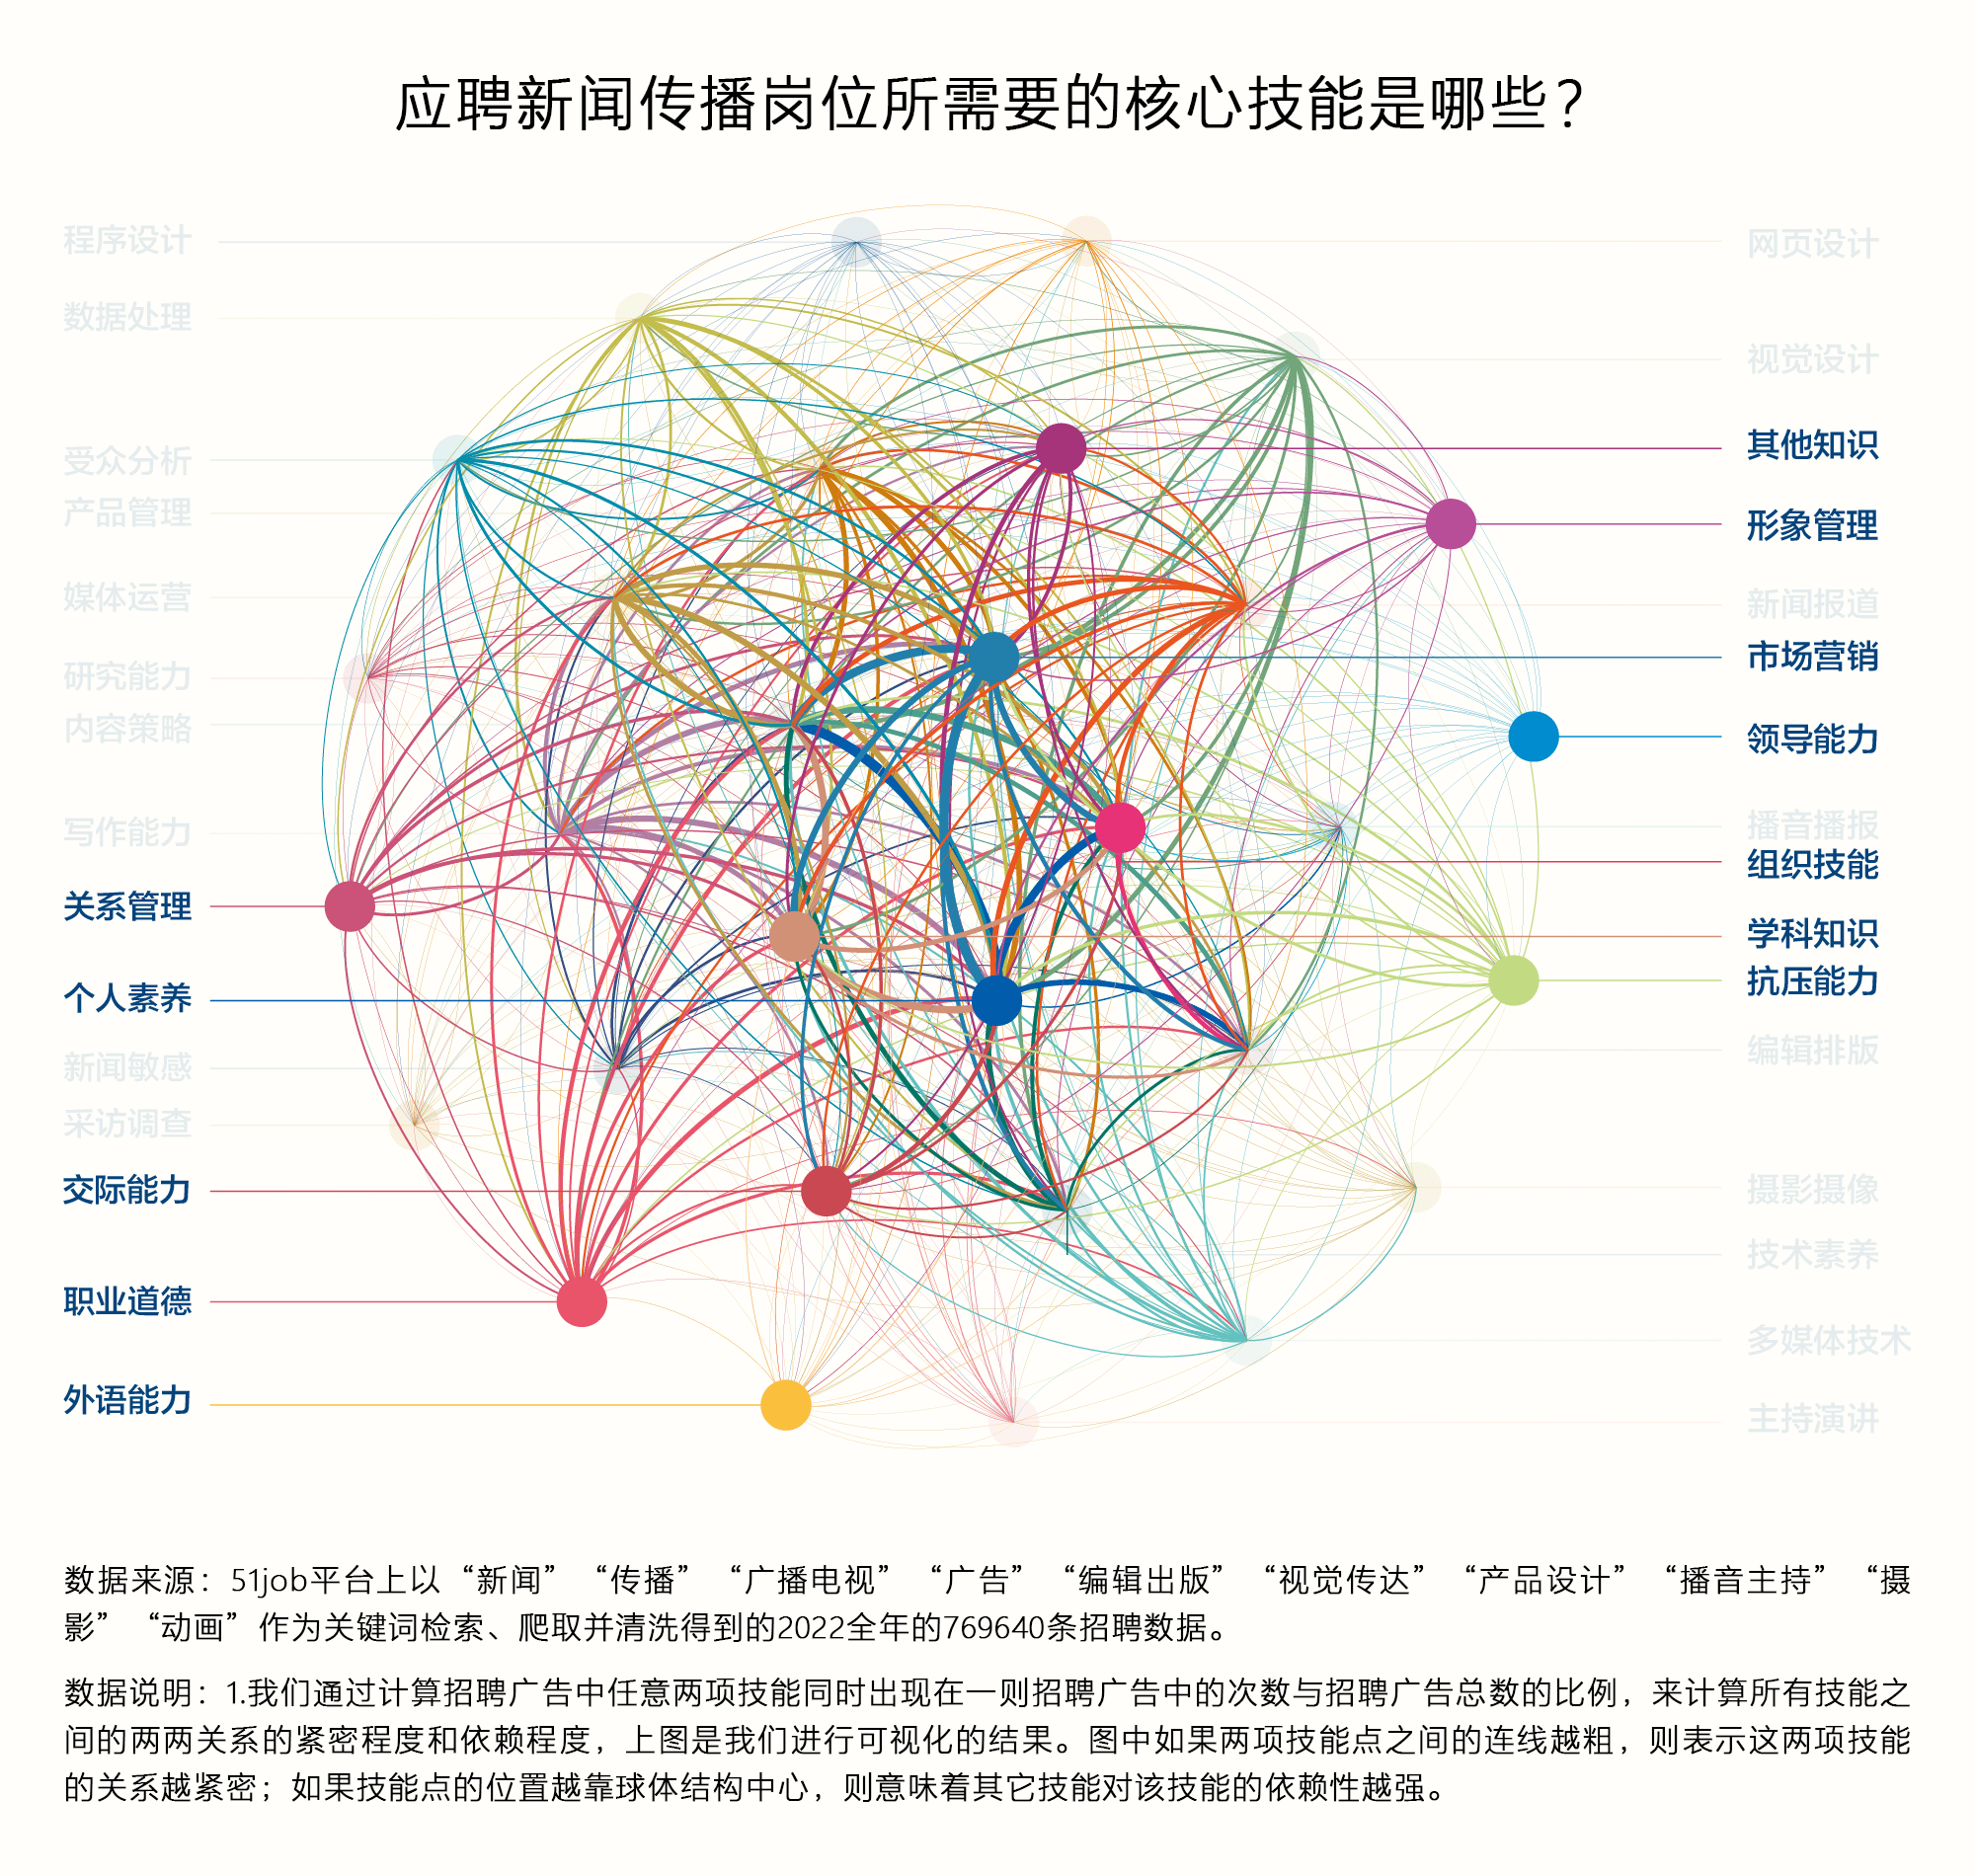 应聘新闻传播岗位所需要的核心技能是哪些？
程序设计
数据处理
受众分析
产品管理
媒体运营
研究能力
内容策略
写作能力
关系管理
个人素养
新闻敏感
采访调查
交际能力
职业道德
外语能力
网页设计
视觉设计
其他知识
形象管理
新闻报道
市场营销
领导能力
播音播报
组织技能
学科知识
抗压能力
编辑排版
摄影摄像
技术素养
多媒体技术
主持演讲
数据来源：51job平台上以“新闻”“传播”“广播电视”“广告”“编辑出版”“视觉传达”“产品设计”“播音主持”“摄
影”“动画”作为关键词检索、爬取并清洗得到的2022全年的769640条招聘数据。
数据说明：1.我们通过计算招聘广告中任意两项技能同时出现在一则招聘广告中的次数与招聘广告总数的比例，来计算所有技能之
间的两两关系的紧密程度和依赖程度，上图是我们进行可视化的结果。图中如果两项技能点之间的连线越粗，则表示这两项技能
的关系越紧密；如果技能点的位置越靠球体结构中心，则意味着其它技能对该技能的依赖性越强。